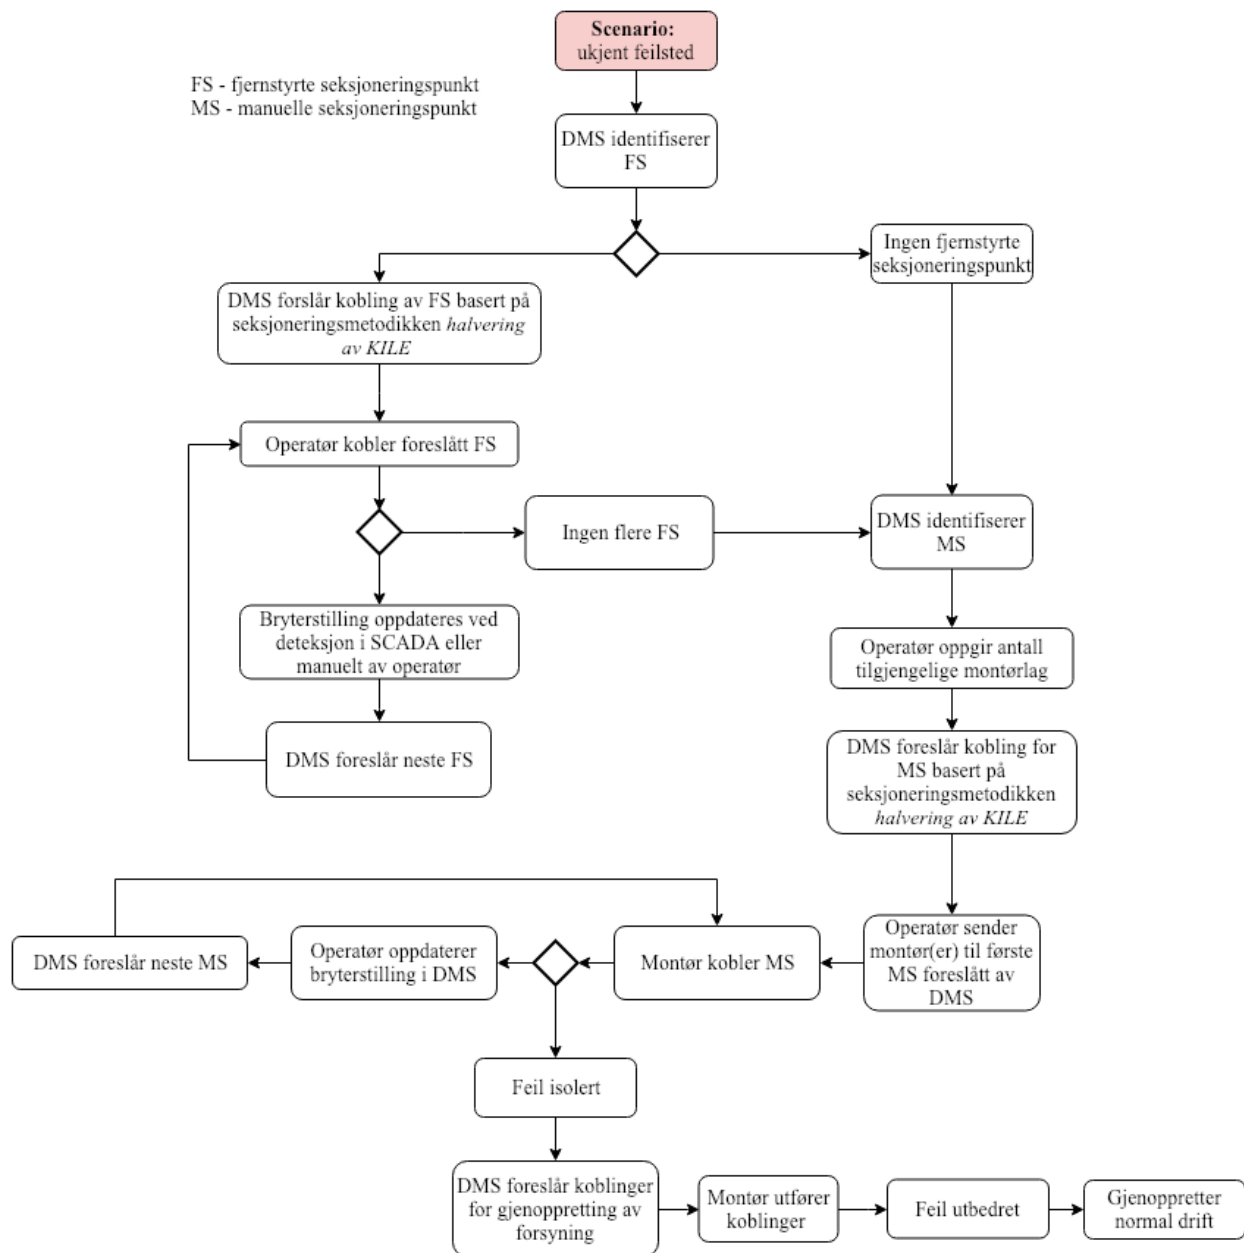 Scenario:
ukjent feilsted
FS - fjernstyrte seksjoneringspunkt
MS - manuelle seksjoneringspunkt
DMS identifiserer
FS
Ingen fjernstyrte
seksjoneringspunkt
DMS forslår kobling av FS basert på
seksjoneringsmetodikken halvering
av KILE
Operatør kobler foreslått FS
Ingen flere FS
DMS identifiserer
MS
Bryterstilling oppdateres ved
deteksjon i SCADA eller
manuelt av operatør
Operatør oppgir antall
tilgjengelige montørlag
DMS foreslår neste FS
DMS foreslår kobling for
MS basert på
seksjoneringsmetodikken
halvering av KILE
DMS foreslår neste MS
Operatør oppdaterer
bryterstilling i DMS
Montør kobler MS
Operatør sender
montør(er) til første
MS foreslått av
DMS
Feil isolert
DMS foreslår koblinger
for gjenoppretting av
forsyning
Montør utfører
koblinger
Feil utbedret
Gjenoppretter
normal drift